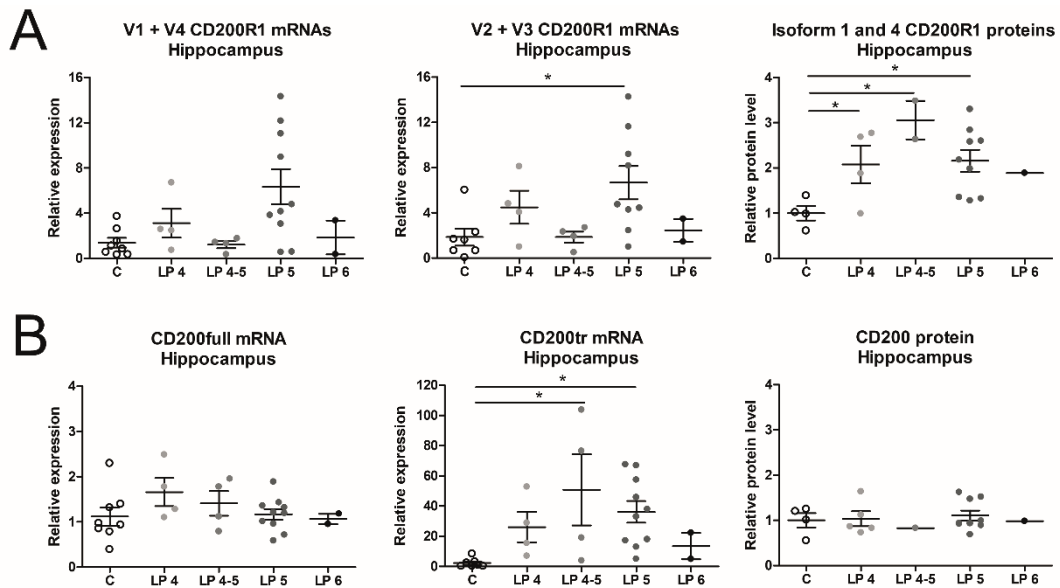 A
V1 + V4 CD200R1 mRNAs
Hippocampus
Relative expression
16
12
8
4
0
C LP 4 LP 4-5 LP 5 LP 6
V2 + V3 CD200R1 mRNAs
Hippocampus
*
Relative expression
16
12
8
4
0
C LP 4 LP 4-5 LP 5 LP 6
Isoform 1 and 4 CD200R1 proteins
Hippocampus
*
*
*
Relative protein level
4
3
2
1
0
C LP 4 LP 4-5 LP 5 LP 6
B
CD200full mRNA
Hippocampus
Relative expression
4
3
2
1
0
C LP 4 LP 4-5 LP 5 LP 6
CD200tr mRNA
Hippocampus
*
*
Relative expression
120
100
80
60
40
20
0
C LP 4 LP 4-5 LP 5 LP 6
CD200 protein
Hippocampus
Relative protein level
4
3
2
1
0
C LP 4 LP 4-5 LP 5 LP 6